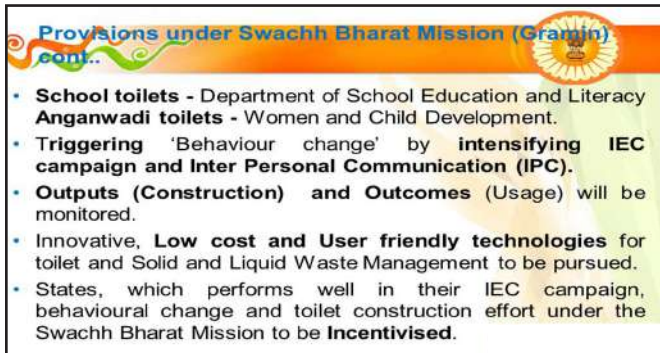 Provisions under Swachh Bharat Mission (Gramin)
cont..
• School toilets - Department of School Education and Literacy
Anganwadi toilets - Women and Child Development.
• Triggering ‘Behaviour change’ by intensifying IEC
campaign and Inter Personal Communication (IPC).
• Outputs (Construction) and Outcomes (Usage) will be
monitored.
• Innovative, Low cost and User friendly technologies for
toilet and Solid and Liquid Waste Management to be pursued.
• States, which performs well in their IEC campaign,
behavioural change and toilet construction effort under the
Swachh Bharat Mission to be Incentivised.